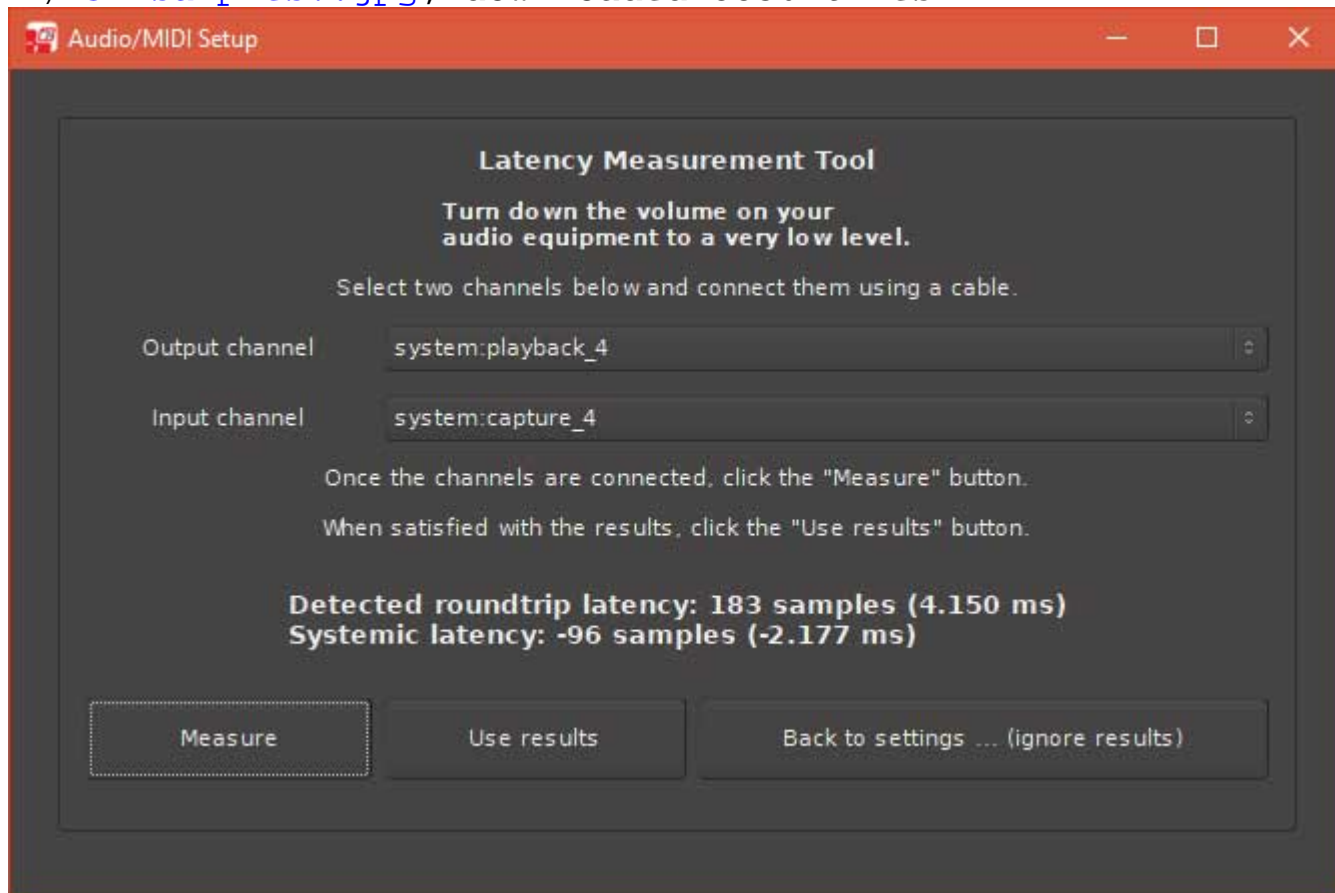 Audio/MIDI Setup
Latency Measurement Tool
Turn down the volume on your
audio equipment to a very low level.
Select two channels below and connect them using a cable.
Output channel system:playback_4
Input channel system:capture_4
Once the channels are connected, click the "Measure" button.
When satisfied with the results, click the "Use results" button.
Detected roundtrip latency: 183 samples (4.150 ms)
Systemic latency: -96 samples (-2.177 ms)
Measure Use results Back to settings ... (ignore results)